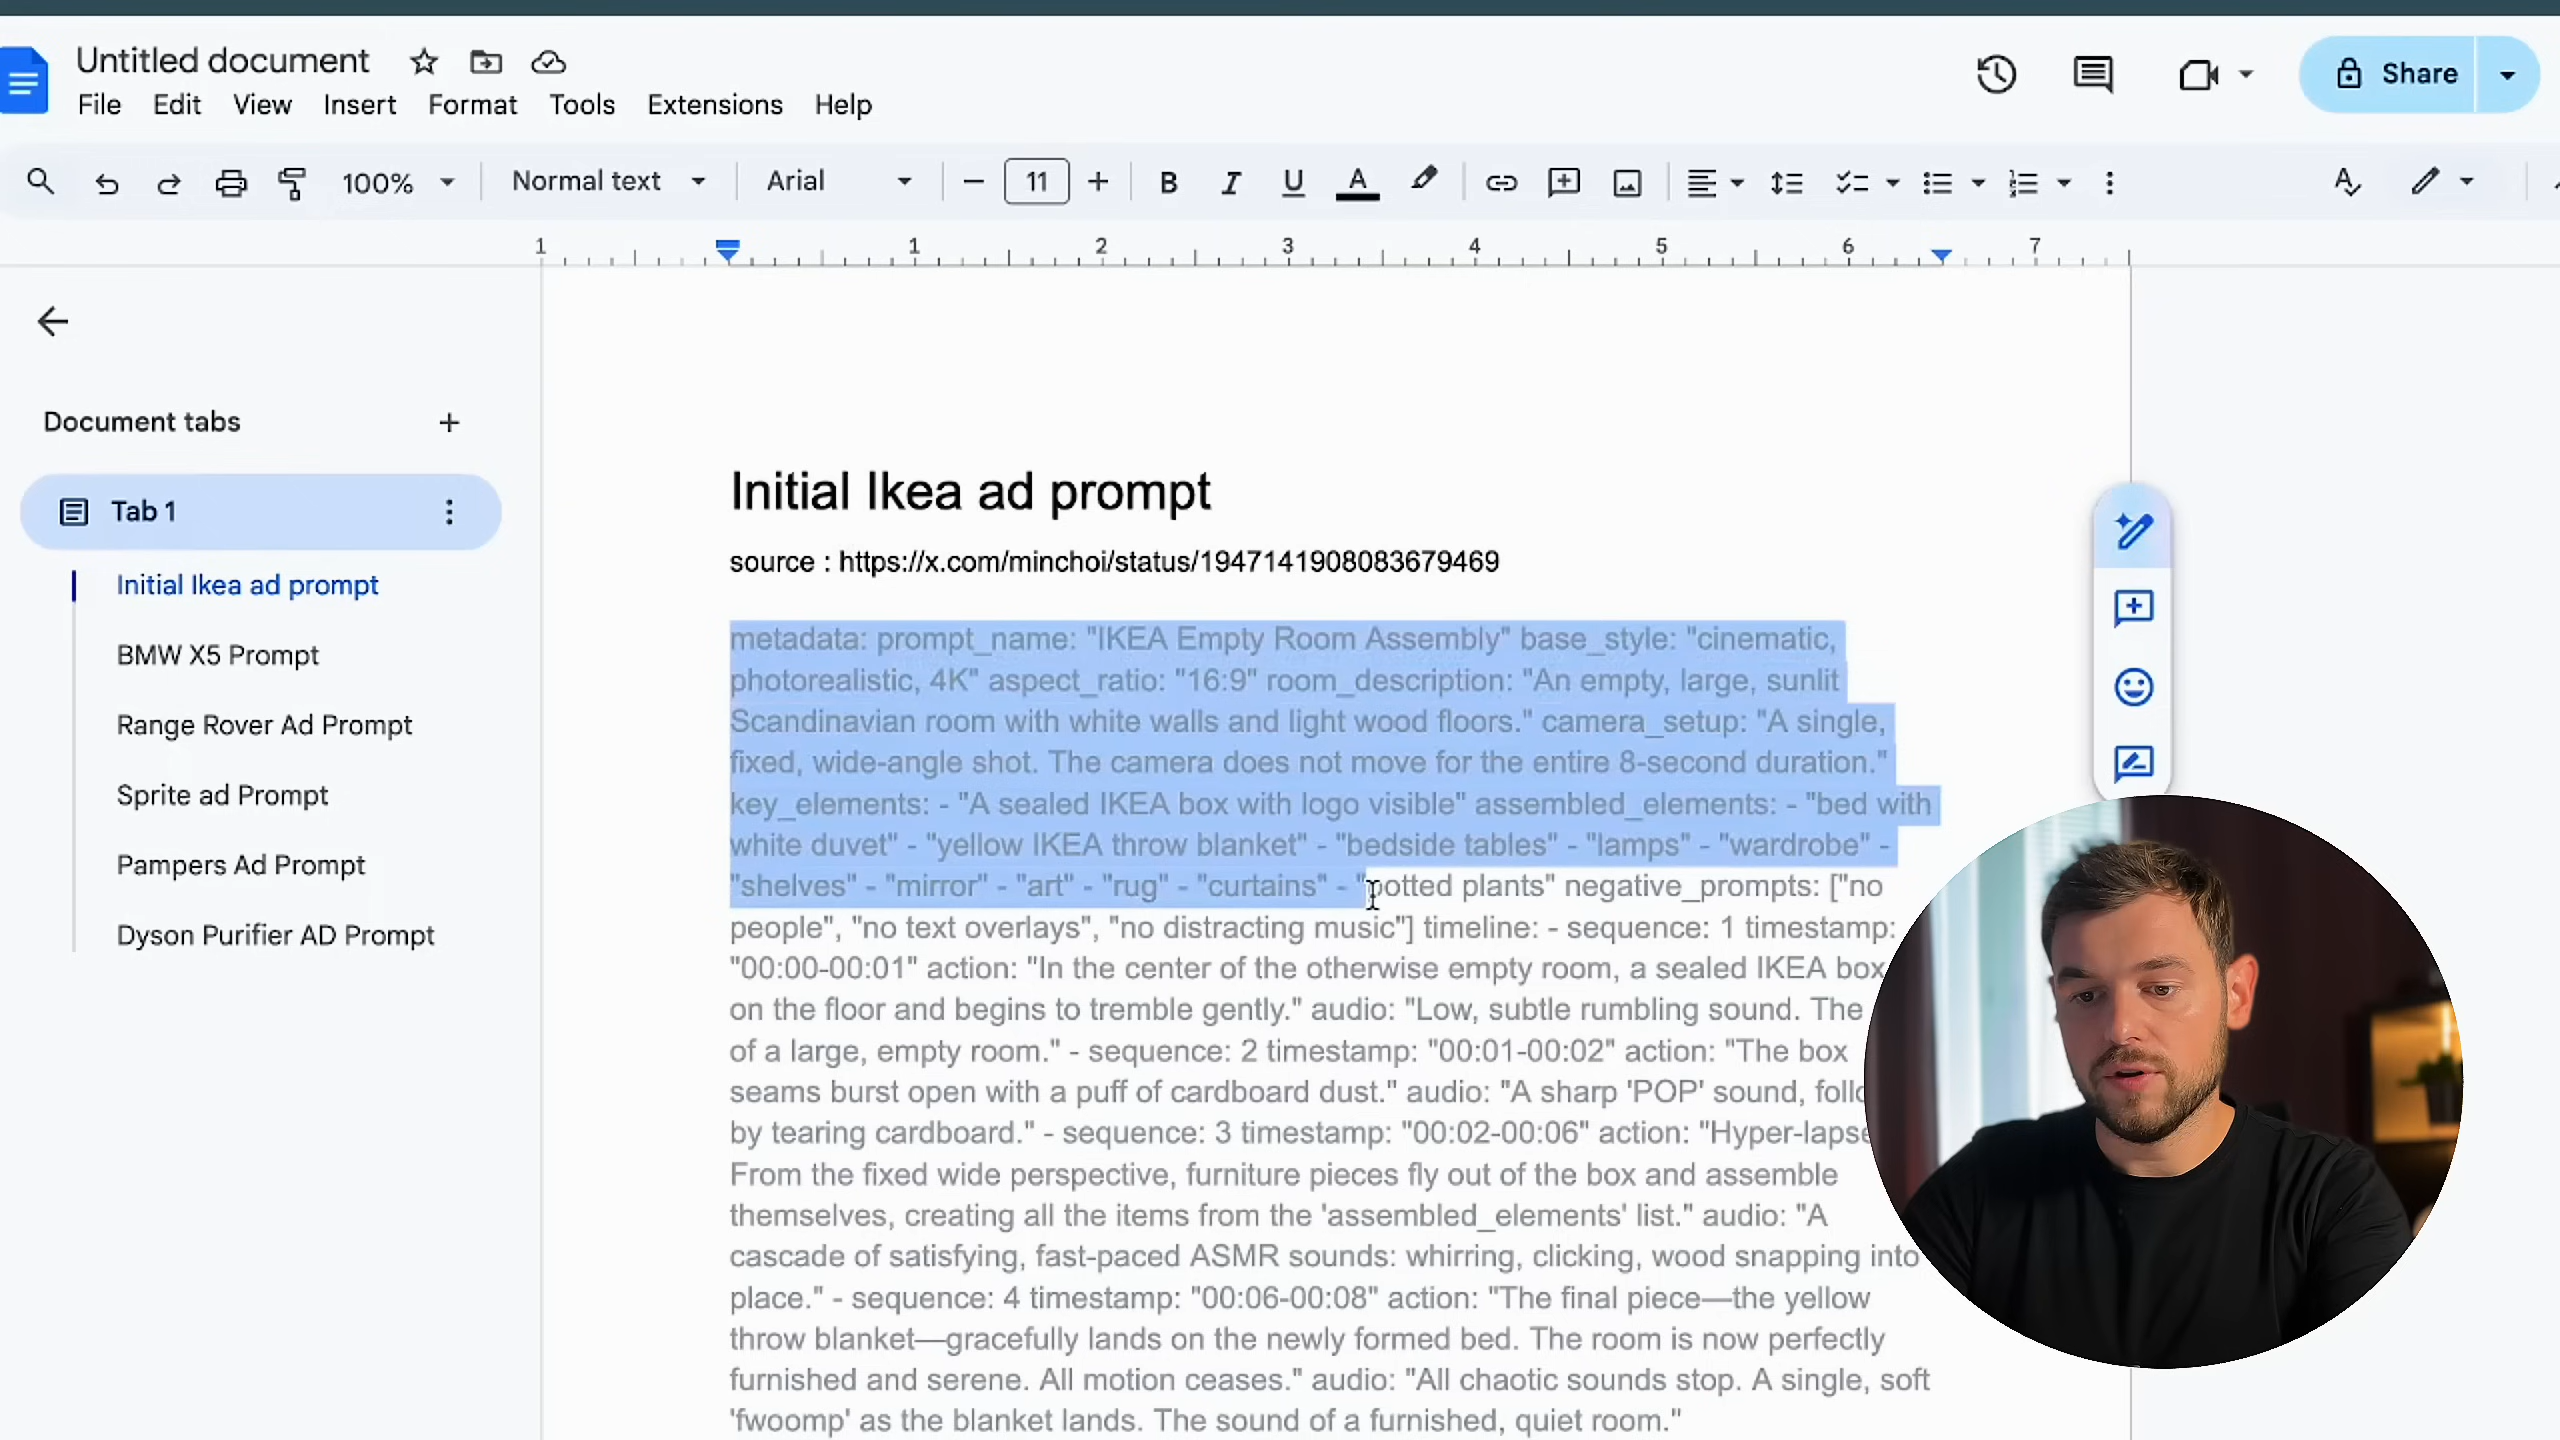 Untitled document
File Edit View Insert Format Tools Extensions Help
Share
100% Normal text Arial 11 B I U A
1 1 2 3 4 5 6 7
Document tabs
Tab 1
Initial Ikea ad prompt
BMW X5 Prompt
Range Rover Ad Prompt
Sprite ad Prompt
Pampers Ad Prompt
Dyson Purifier AD Prompt
Initial Ikea ad prompt
source : https://x.com/minchoi/status/1947141908083679469
metadata: prompt_name: "IKEA Empty Room Assembly" base_style: "cinematic,
photorealistic, 4K" aspect_ratio: "16:9" room_description: "An empty, large, sunlit
Scandinavian room with white walls and light wood floors." camera_setup: "A single,
fixed, wide-angle shot. The camera does not move for the entire 8-second duration."
key_elements: - "A sealed IKEA box with logo visible" assembled_elements: - "bed with
white duvet" - "yellow IKEA throw blanket" - "bedside tables" - "lamps" - "wardrobe" -
"shelves" - "mirror" - "art" - "rug" - "curtains" - "potted plants" negative_prompts: ["no
people", "no text overlays", "no distracting music"] timeline: - sequence: 1 timestamp:
"00:00-00:01" action: "In the center of the otherwise empty room, a sealed IKEA box
on the floor and begins to tremble gently." audio: "Low, subtle rumbling sound. The
of a large, empty room." - sequence: 2 timestamp: "00:01-00:02" action: "The box
seams burst open with a puff of cardboard dust." audio: "A sharp 'POP' sound,
by tearing cardboard." - sequence: 3 timestamp: "00:02-00:06" action: "Hyper-lapse
From the fixed wide perspective, furniture pieces fly out of the box and assemble
themselves, creating all the items from the 'assembled_elements' list." audio: "A
cascade of satisfying, fast-paced ASMR sounds: whirring, clicking, wood snapping into
place." - sequence: 4 timestamp: "00:06-00:08" action: "The final piece—the yellow
throw blanket—gracefully lands on the newly formed bed. The room is now perfectly
furnished and serene. All motion ceases." audio: "All chaotic sounds stop. A single, soft
'fwoomp' as the blanket lands. The sound of a furnished, quiet room."